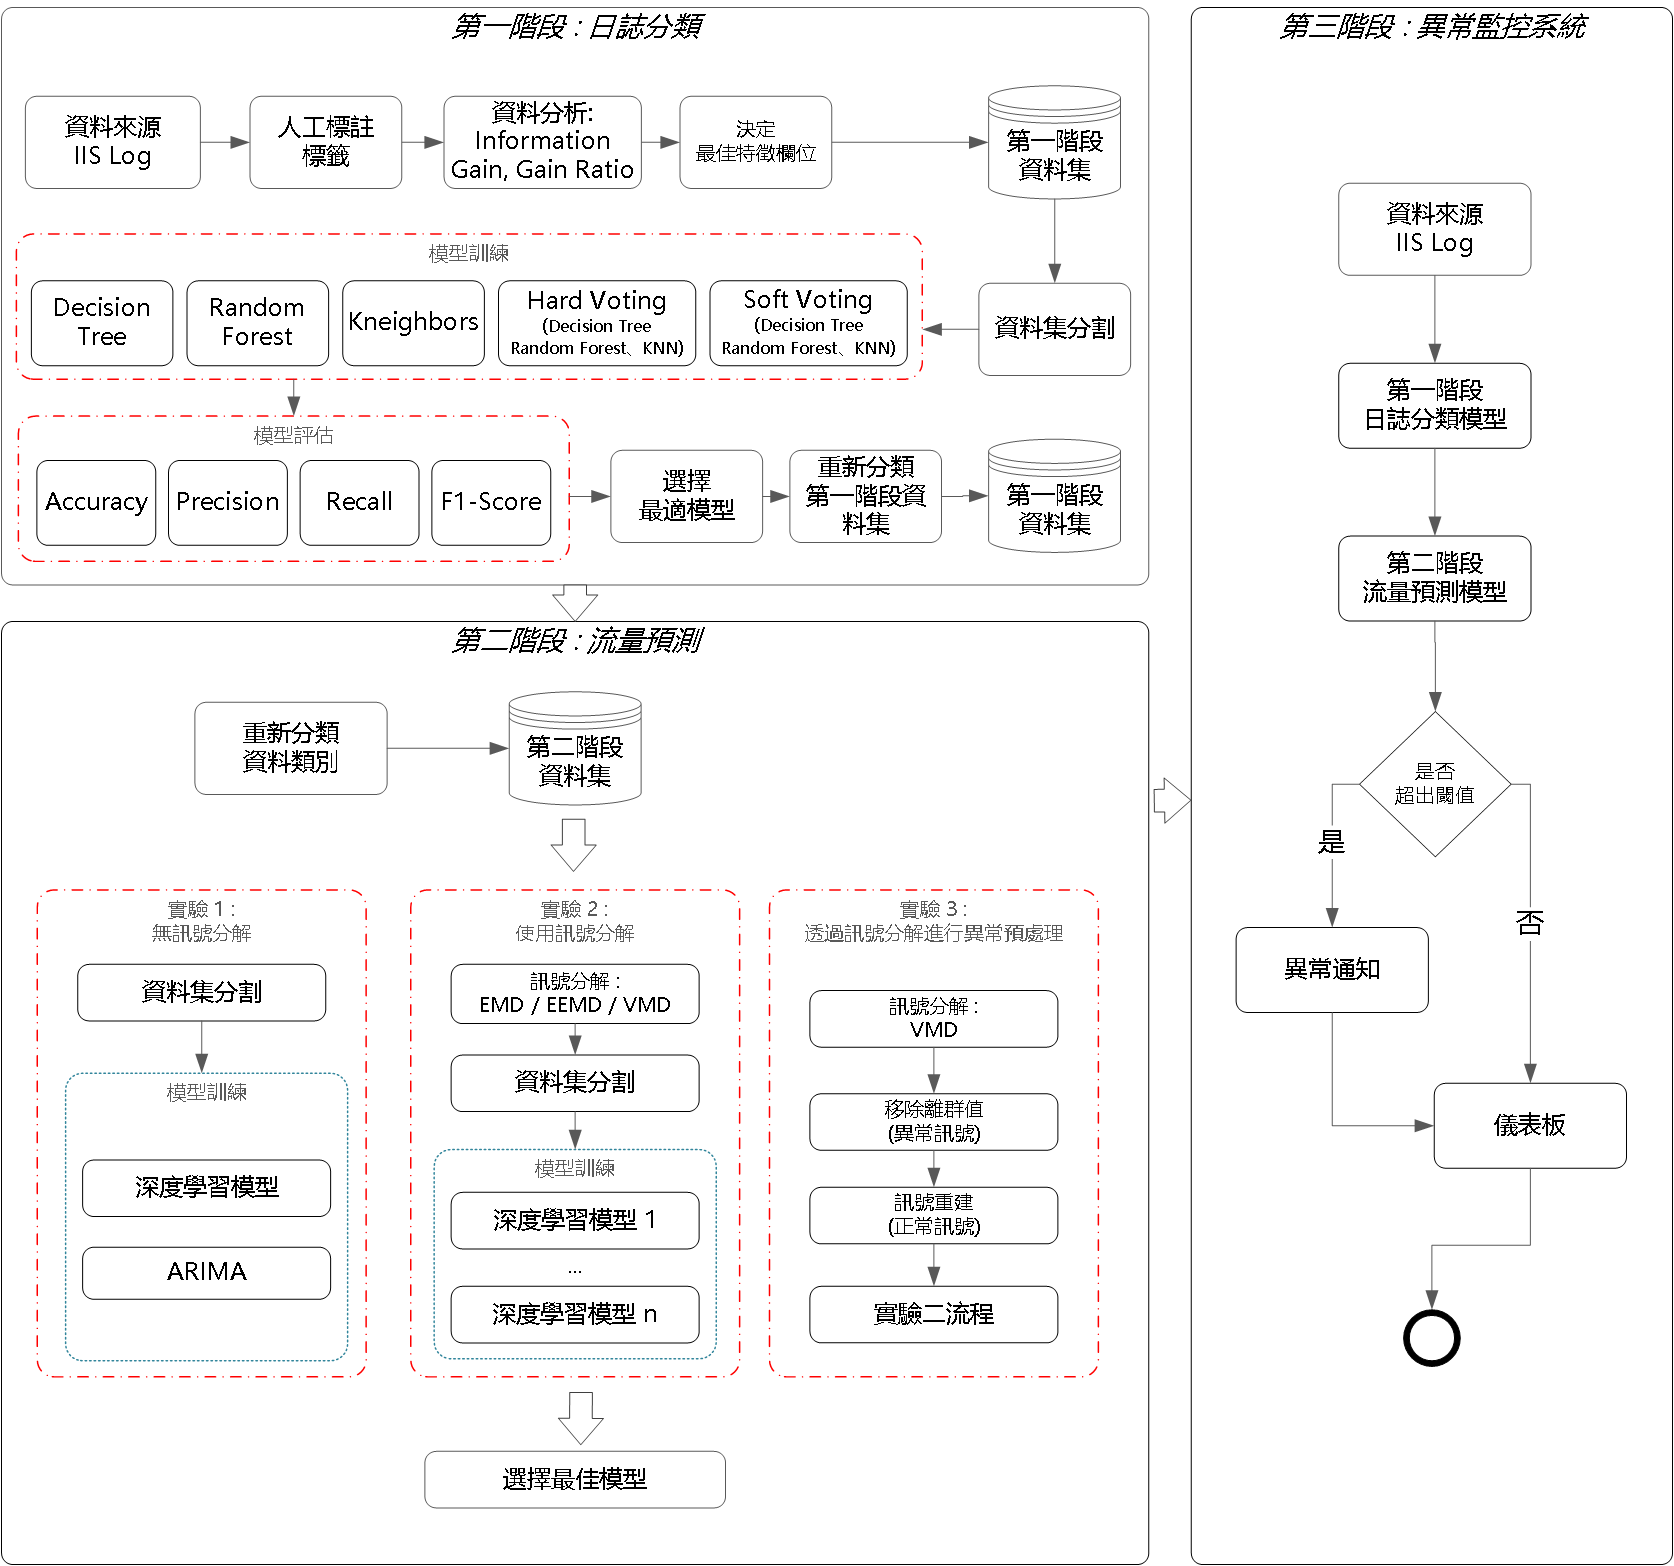 第一階段 : 日誌分類
資料來源
IIS Log
人工標註
標籤
資料分析:
Information
Gain, Gain Ratio
決定
最佳特徵欄位
第一階段
資料集
模型訓練
Decision
Tree
Random
Forest
Kneighbors
Hard Voting
(Decision Tree
Random Forest、KNN)
Soft Voting
(Decision Tree
Random Forest、KNN)
資料集分割
模型評估
Accuracy
Precision
Recall
F1-Score
選擇
最適模型
重新分類
第一階段資
料集
第一階段
資料集
第二階段 : 流量預測
重新分類
資料類別
第二階段
資料集
實驗 1 :
無訊號分解
資料集分割
模型訓練
深度學習模型
ARIMA
實驗 2 :
使用訊號分解
訊號分解 :
EMD / EEMD / VMD
資料集分割
模型訓練
深度學習模型 1
...
深度學習模型 n
實驗 3 :
透過訊號分解進行異常預處理
訊號分解 :
VMD
移除離群值
(異常訊號)
訊號重建
(正常訊號)
實驗二流程
選擇最佳模型
第三階段 : 異常監控系統
資料來源
IIS Log
第一階段
日誌分類模型
第二階段
流量預測模型
是否
超出閾值
是
否
異常通知
儀表板